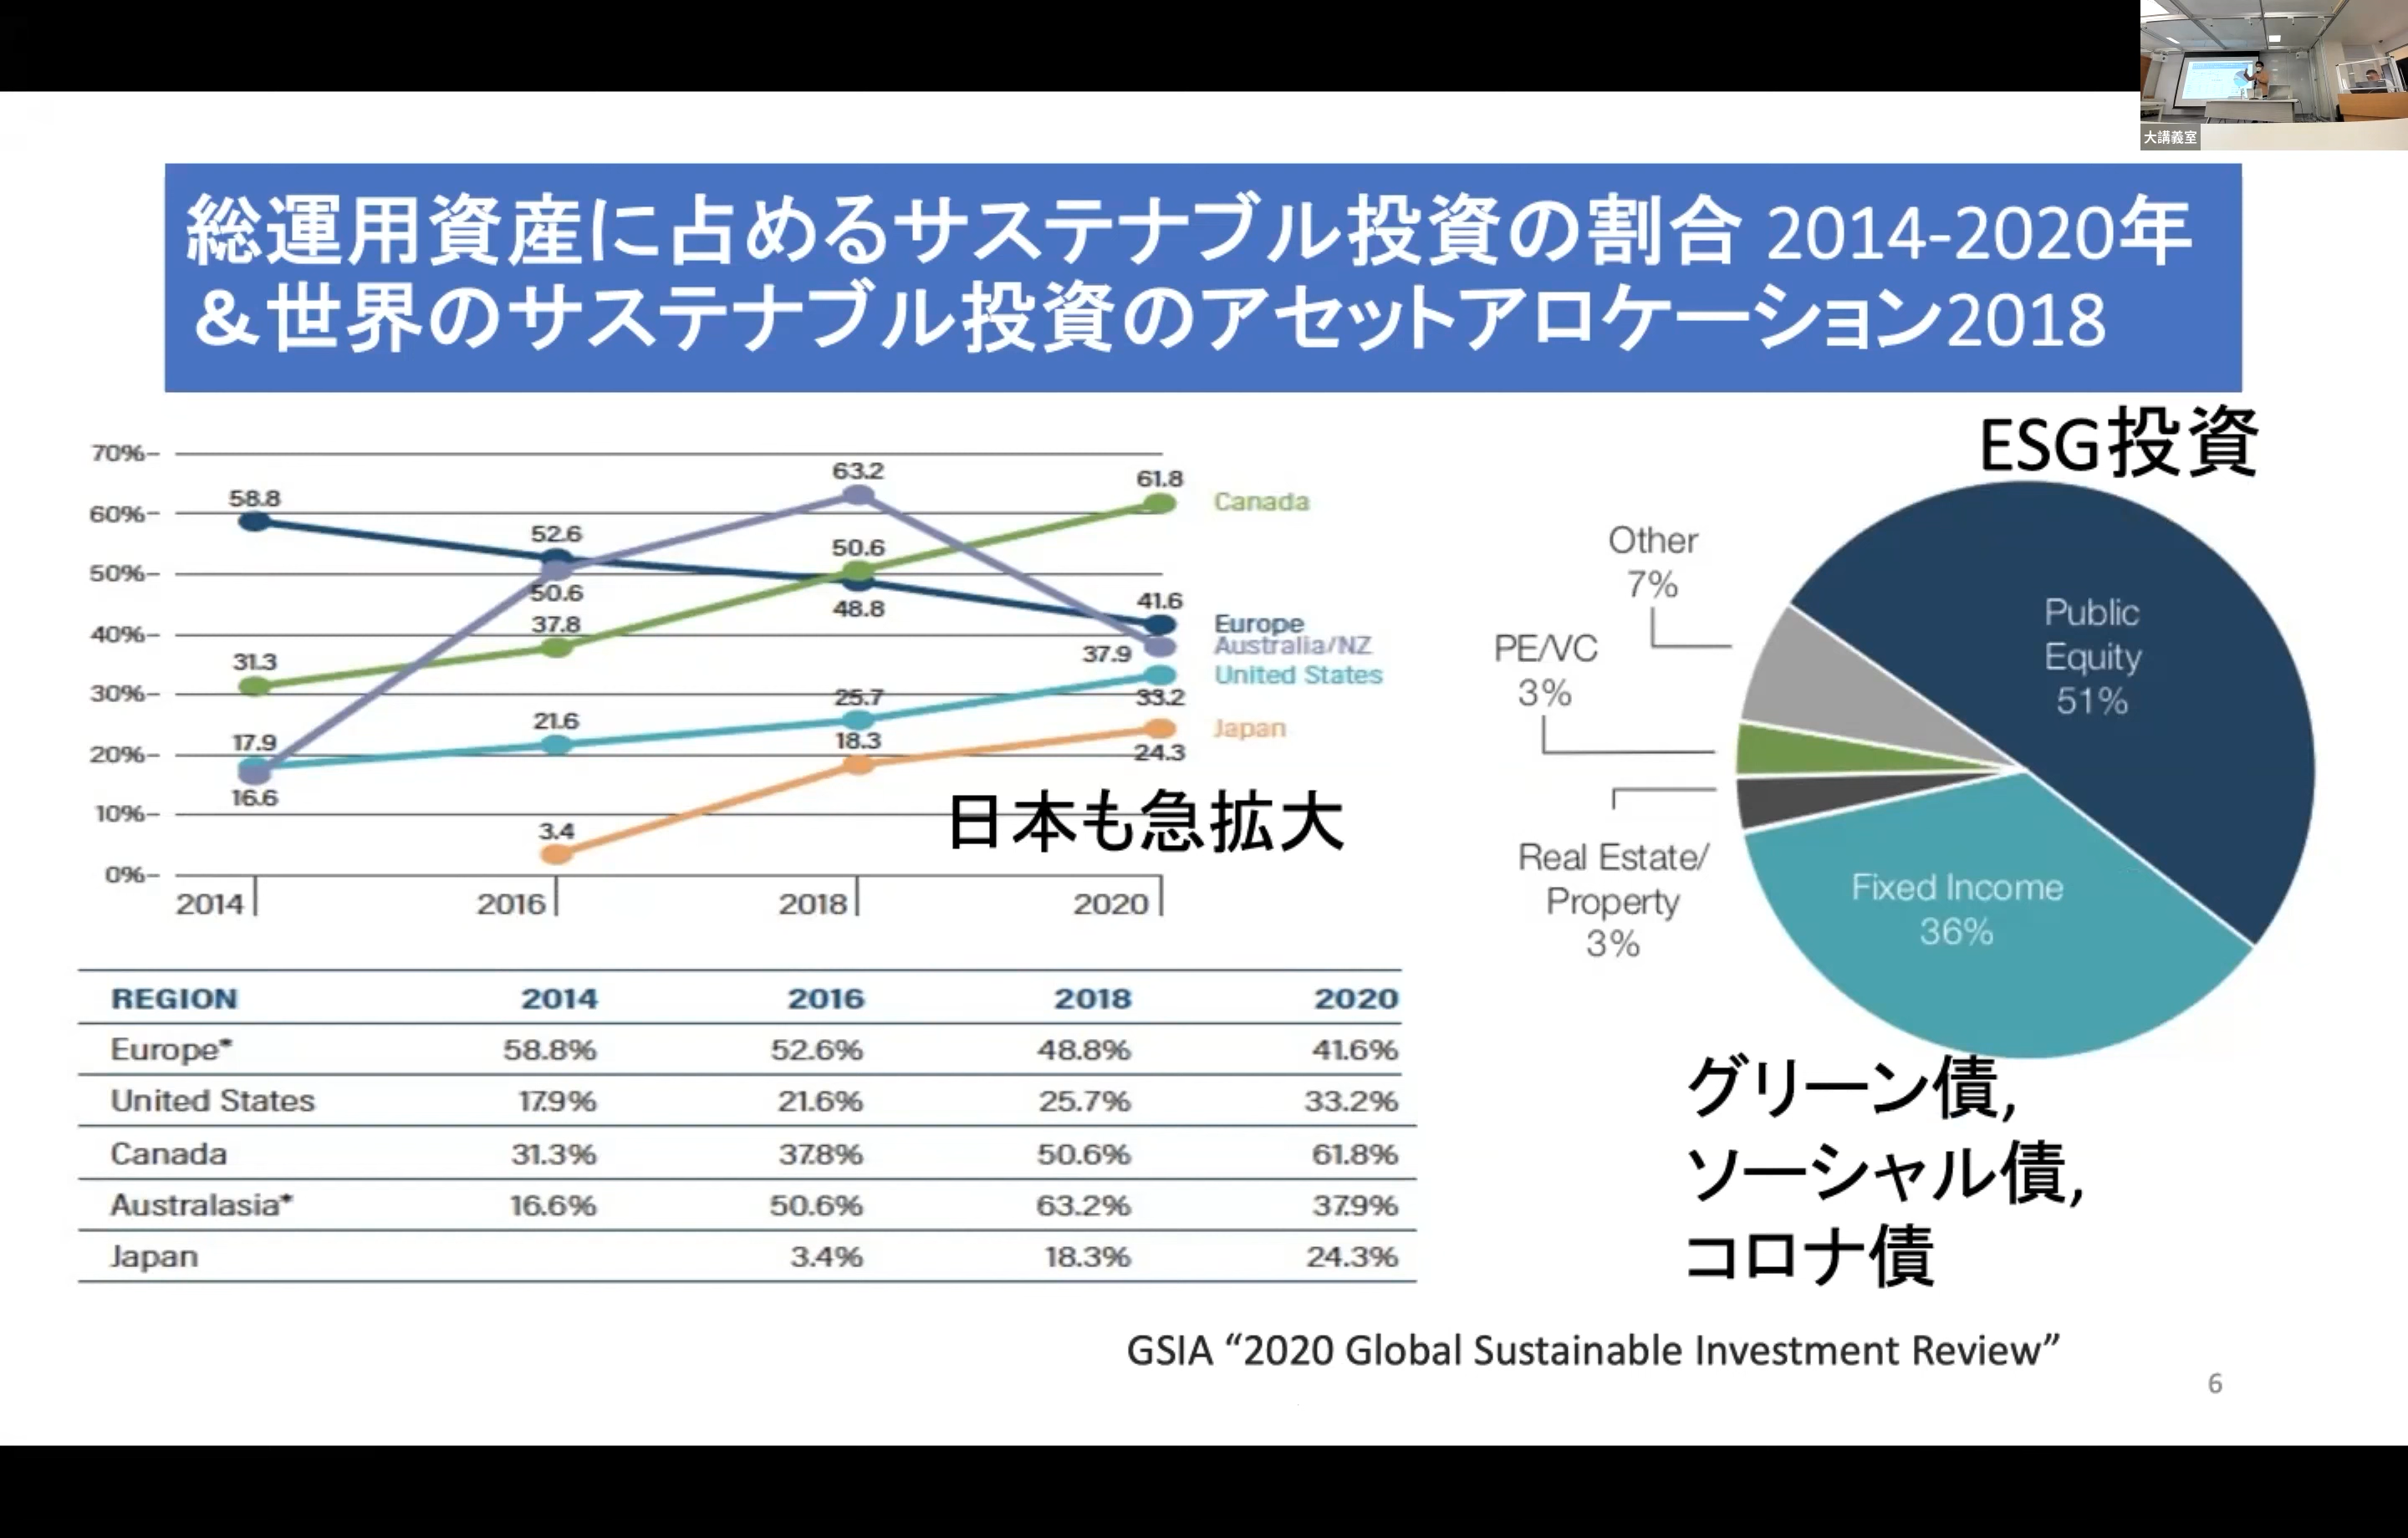 大講義室
総運用資産に占めるサステナブル投資の割合 2014-2020年
＆世界のサステナブル投資のアセットアロケーション2018
70%
60%
50%
40%
30%
20%
10%
0%
58.8
31.3
17.9
16.6
52.6
50.6
37.8
21.6
3.4
63.2
50.6
48.8
25.7
18.3
61.8
41.6
37.9
33.2
24.3
Canada
Europe
Australia/NZ
United States
Japan
日本も急拡大
2014 2016 2018 2020
REGION 2014 2016 2018 2020
Europe* 58.8% 52.6% 48.8% 41.6%
United States 17.9% 21.6% 25.7% 33.2%
Canada 31.3% 37.8% 50.6% 61.8%
Australasia* 16.6% 50.6% 63.2% 37.9%
Japan 3.4% 18.3% 24.3%
ESG投資
Other
7%
PE/VC
3%
Real Estate/
Property
3%
Public
Equity
51%
Fixed Income
36%
グリーン債,
ソーシャル債,
コロナ債
GSIA “2020 Global Sustainable Investment Review”
6